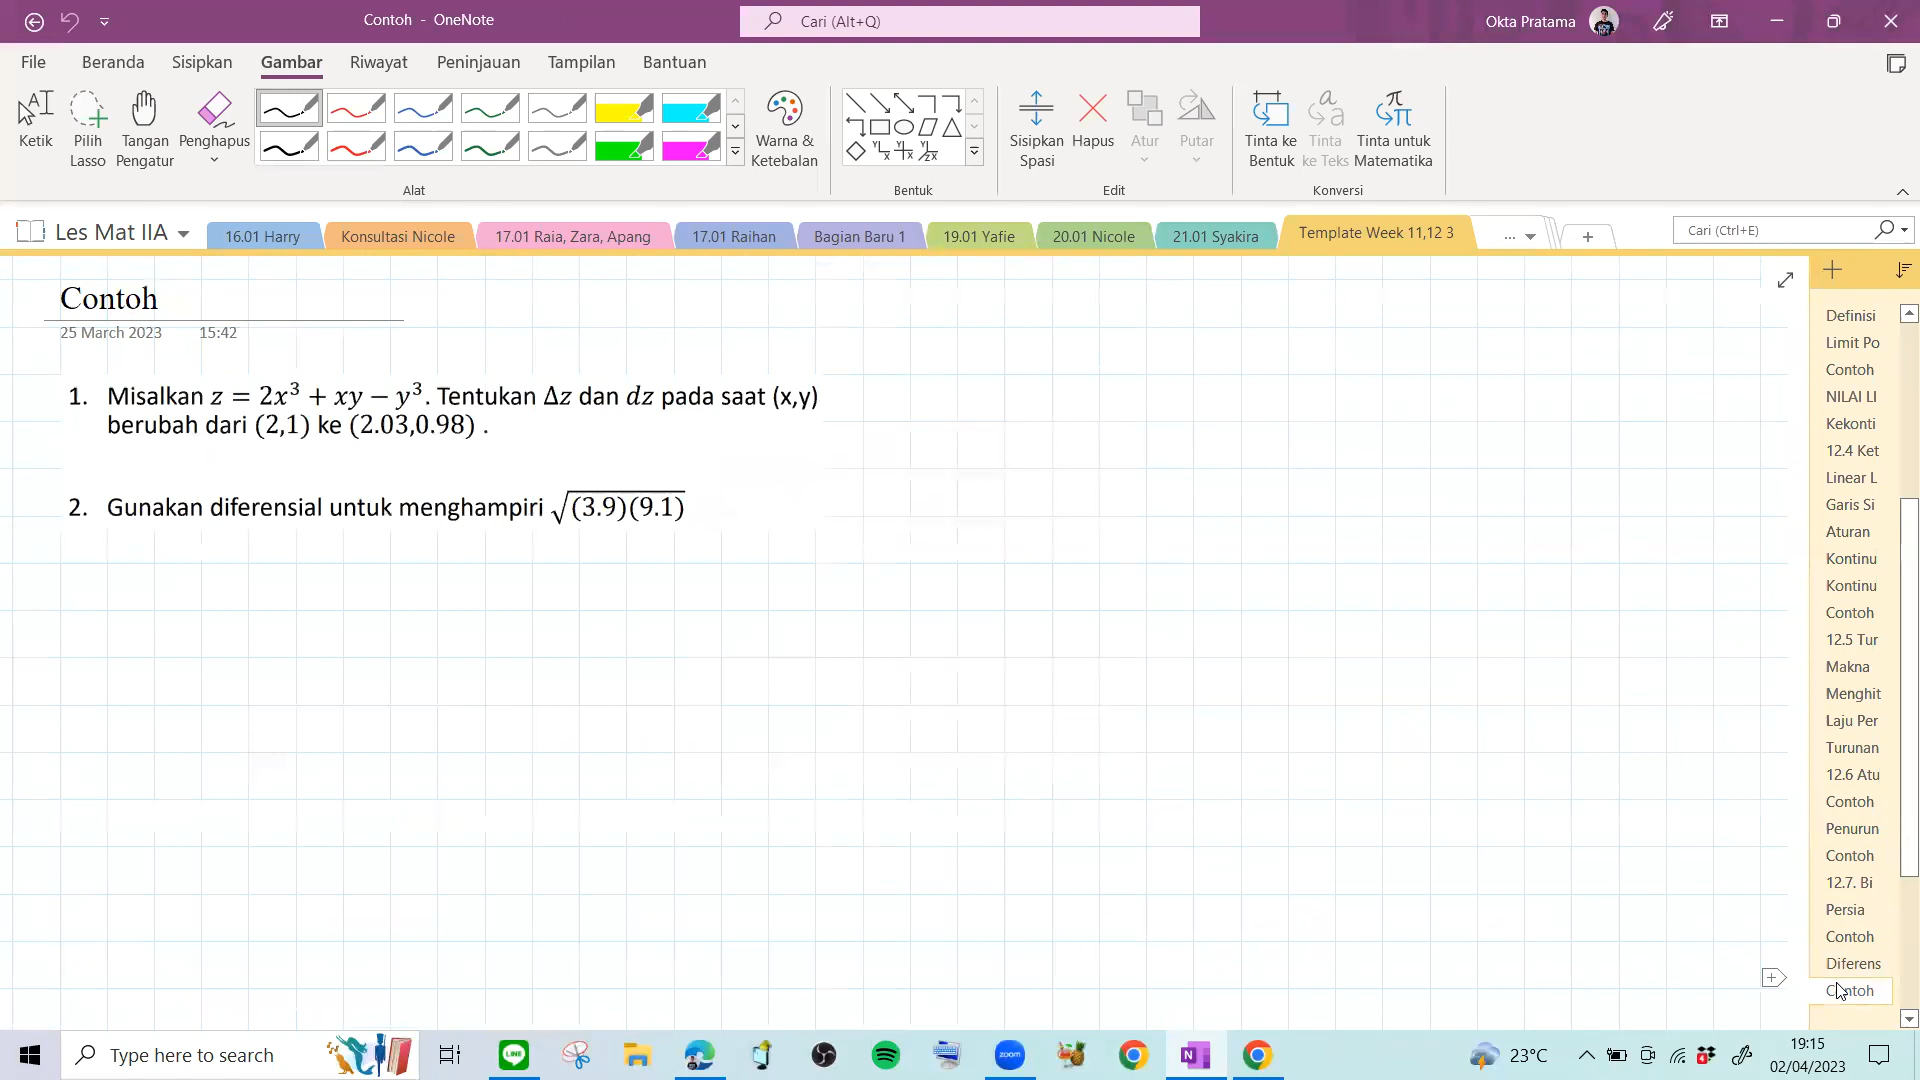 Contoh - OneNote
Cari (Alt+Q)
Okta Pratama
File Beranda Sisipkan Gambar Riwayat Peninjauan Tampilan Bantuan
Ketik
Pilih Lasso
Tangan Pengatur
Penghapus
Warna & Ketebalan
Sisipkan Spasi
Hapus
Atur
Putar
Tinta ke Bentuk
Tinta ke Teks
Tinta untuk Matematika
Alat Bentuk Edit Konversi
Les Mat IIA
16.01 Harry
Konsultasi Nicole
17.01 Raia, Zara, Apang
17.01 Raihan
Bagian Baru 1
19.01 Yafie
20.01 Nicole
21.01 Syakira
Template Week 11,12 3
...
Cari (Ctrl+E)
Contoh
25 March 2023 15:42
1. Misalkan z = 2x³ + xy − y³. Tentukan Δz dan dz pada saat (x,y)
berubah dari (2,1) ke (2.03,0.98) .
2. Gunakan diferensial untuk menghampiri √(3.9)(9.1)
Definisi
Limit Po
Contoh
NILAI LI
Kekonti
12.4 Ket
Linear L
Garis Si
Aturan
Kontinu
Kontinu
Contoh
12.5 Tur
Makna
Menghit
Laju Per
Turunan
12.6 Atu
Contoh
Penurun
Contoh
12.7. Bi
Persia
Contoh
Diferens
Contoh
Type here to search
LINE
zoom
23°C
19:15
02/04/2023